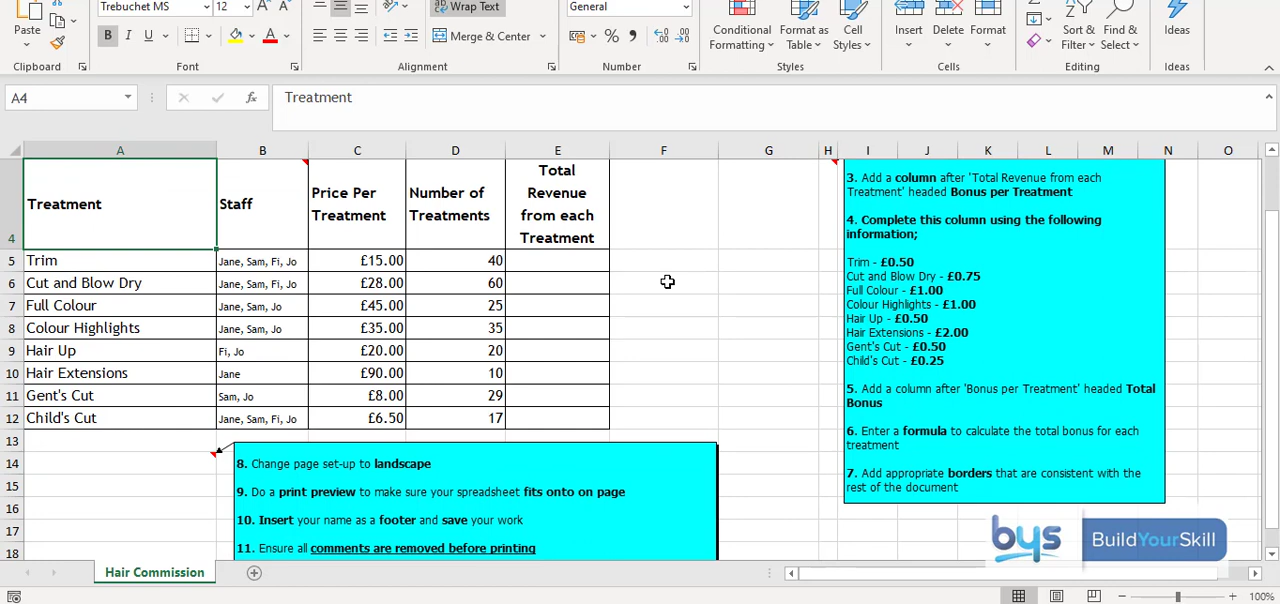 Trebuchet MS 12
Wrap Text
General
Paste
B I U
Merge & Center
Conditional Formatting
Format as Table
Cell Styles
Insert
Delete
Format
Sort & Filter
Find & Select
Ideas
Clipboard
Font
Alignment
Number
Styles
Cells
Editing
Ideas
A4
fx
Treatment
A B C D E F G H I J K L M N O
4
Treatment
Staff
Price Per
Treatment
Number of
Treatments
Total
Revenue
from each
Treatment
5 Trim Jane, Sam, Fi, Jo £15.00 40
6 Cut and Blow Dry Jane, Sam, Fi, Jo £28.00 60
7 Full Colour Jane, Sam, Jo £45.00 25
8 Colour Highlights Jane, Sam, Jo £35.00 35
9 Hair Up Fi, Jo £20.00 20
10 Hair Extensions Jane £90.00 10
11 Gent's Cut Sam, Jo £8.00 29
12 Child's Cut Jane, Sam, Fi, Jo £6.50 17
13
14
15
16
17
18
3. Add a column after 'Total Revenue from each
Treatment' headed Bonus per Treatment
4. Complete this column using the following
information;
Trim - £0.50
Cut and Blow Dry - £0.75
Full Colour - £1.00
Colour Highlights - £1.00
Hair Up - £0.50
Hair Extensions - £2.00
Gent's Cut - £0.50
Child's Cut - £0.25
5. Add a column after 'Bonus per Treatment' headed Total
Bonus
6. Enter a formula to calculate the total bonus for each
treatment
7. Add appropriate borders that are consistent with the
rest of the document
8. Change page set-up to landscape
9. Do a print preview to make sure your spreadsheet fits onto on page
10. Insert your name as a footer and save your work
11. Ensure all comments are removed before printing
bys BuildYourSkill
Hair Commission
100%